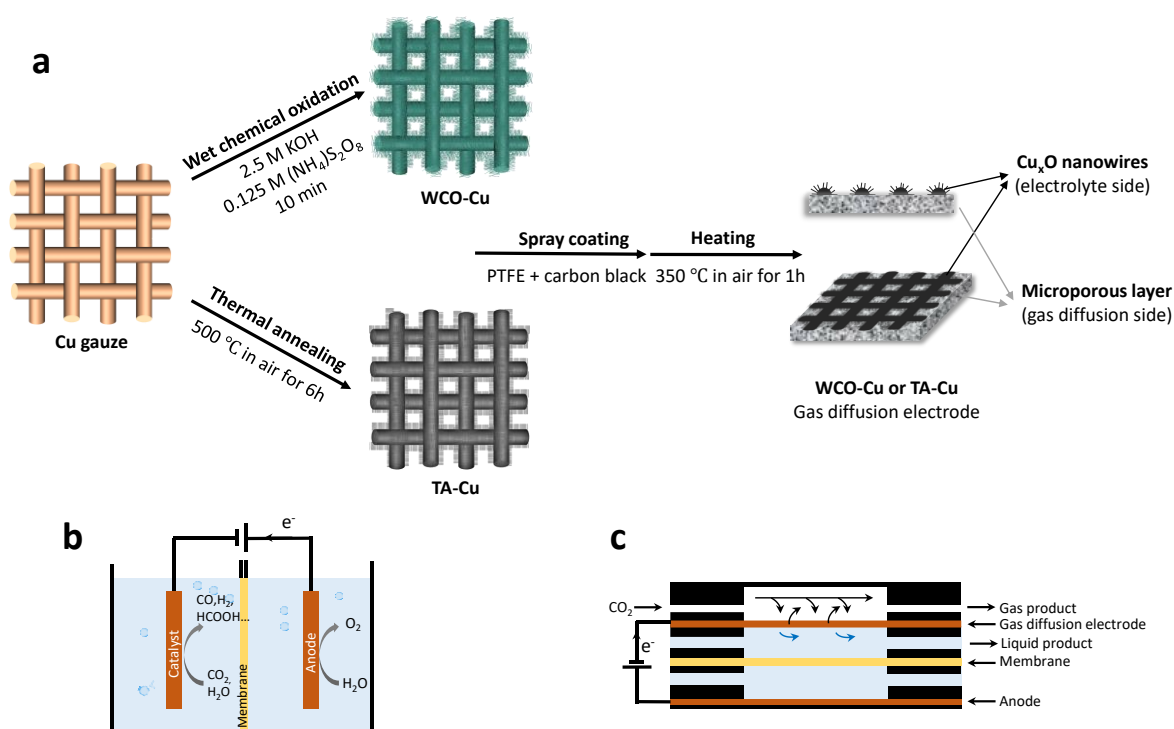 a
Wet chemical oxidation
2.5 M KOH
0.125 M (NH₄)S₂O₈
10 min
WCO-Cu
Cu gauze
Thermal annealing
500 °C in air for 6h
TA-Cu
Spray coating
PTFE + carbon black
Heating
350 °C in air for 1h
CuₓO nanowires
(electrolyte side)
Microporous layer
(gas diffusion side)
WCO-Cu or TA-Cu
Gas diffusion electrode
b
e⁻
CO,H₂,
HCOOH...
Catalyst
CO₂,
H₂O
Membrane
Anode
O₂
H₂O
c
CO₂
e⁻
Gas product
Gas diffusion electrode
Liquid product
Membrane
Anode